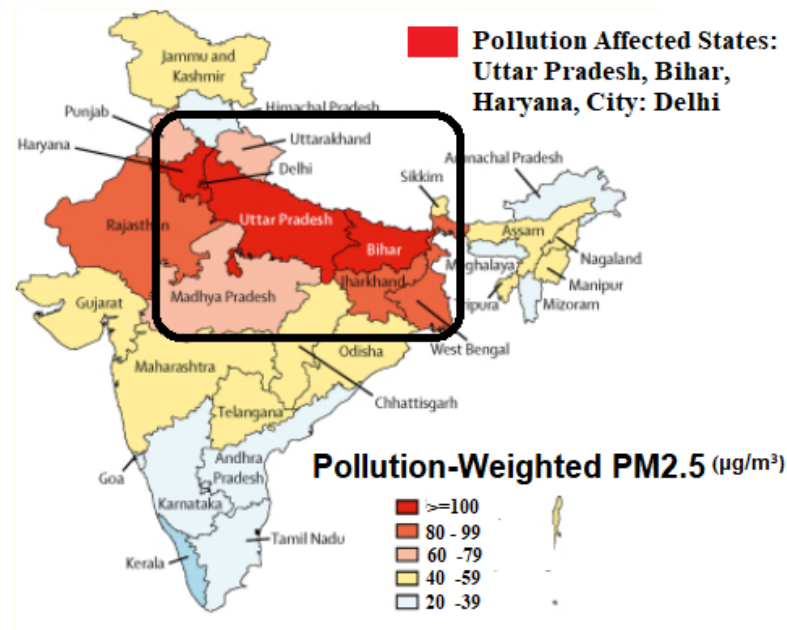 Pollution Affected States:
Uttar Pradesh, Bihar,
Haryana, City: Delhi
Jammu and
Kashmir
Himachal Pradesh
Punjab
Uttarakhand
Haryana
Delhi
Arunachal Pradesh
Sikkim
Rajasthan
Uttar Pradesh
Bihar
Assam
Nagaland
Meghalaya
Manipur
Jharkhand
Tripura
Mizoram
Gujarat
Madhya Pradesh
West Bengal
Odisha
Maharashtra
Chhattisgarh
Telangana
Goa
Andhra
Pradesh
Karnataka
Tamil Nadu
Kerala
Pollution-Weighted PM2.5 (µg/m³)
>=100
80 - 99
60 -79
40 -59
20 -39